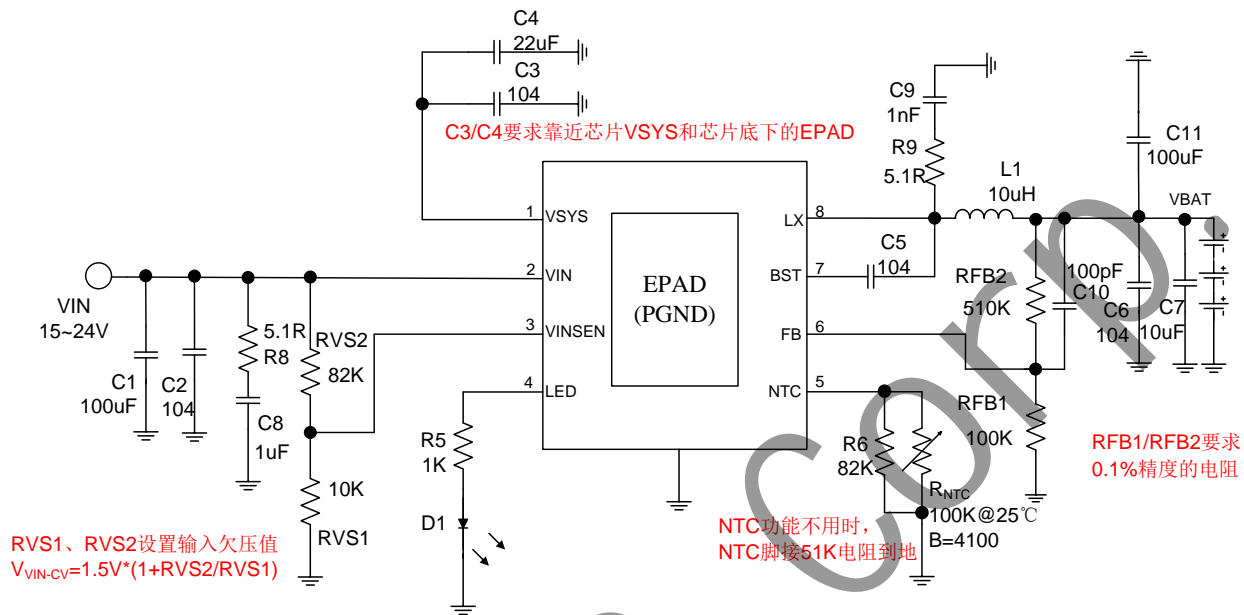 C4
22uF
C3
104
C3/C4要求靠近芯片VSYS和芯片底下的EPAD
C9
1nF
R9
5.1R
L1
10uH
C11
100uF
VBAT
1
VSYS
2
VIN
3
VINSEN
4
LED
EPAD
(PGND)
LX
8
BST
7
FB
6
NTC
5
C5
104
VIN
15~24V
C1
100uF
C2
104
5.1R
R8
C8
1uF
RVS2
82K
10K
RVS1
R5
1K
D1
RFB2
510K
100pF
C10
C6
104
C7
10uF
+
-
+
-
+
-
RFB1
100K
R6
82K
RNTC
100K@25℃
B=4100
RFB1/RFB2要求
0.1%精度的电阻
NTC功能不用时，
NTC脚接51K电阻到地
RVS1、RVS2设置输入欠压值
VVIN-CV=1.5V*(1+RVS2/RVS1)
Corp.